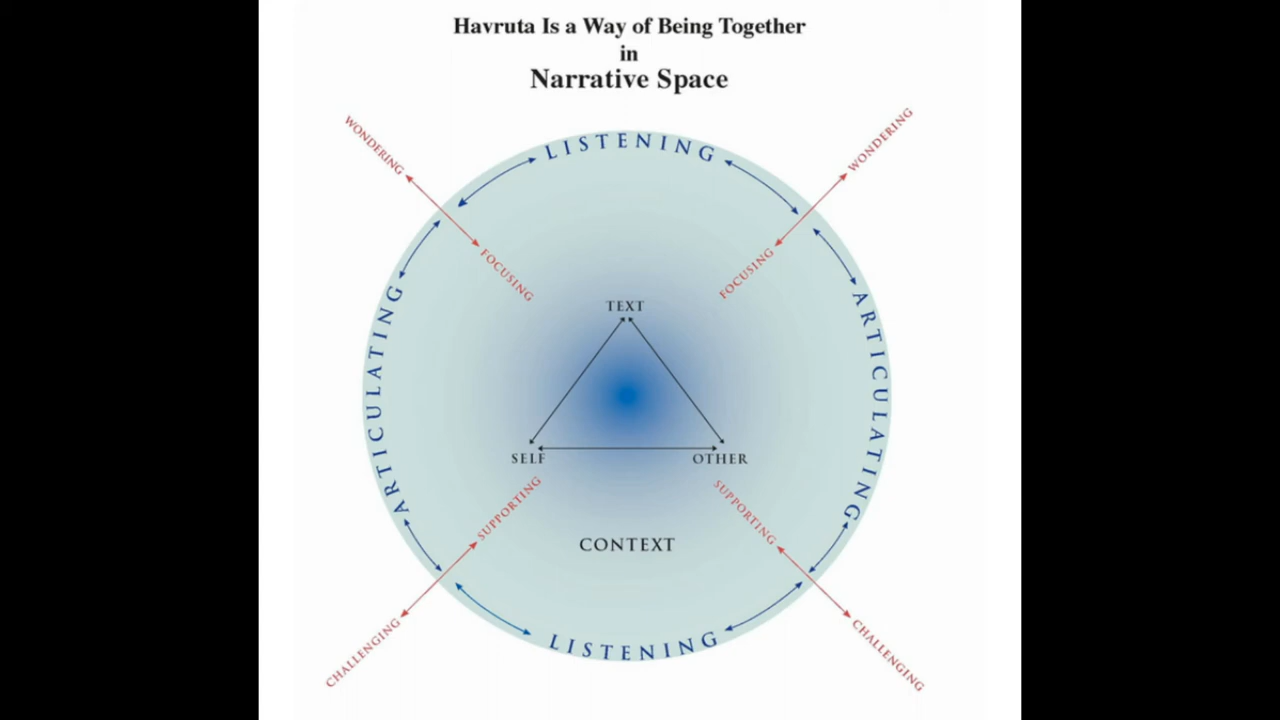 Havruta Is a Way of Being Together
in
Narrative Space
WONDERING
WONDERING
LISTENING
FOCUSING
FOCUSING
ARTICULATING
ARTICULATING
TEXT
SELF
OTHER
SUPPORTING
SUPPORTING
CONTEXT
LISTENING
CHALLENGING
CHALLENGING